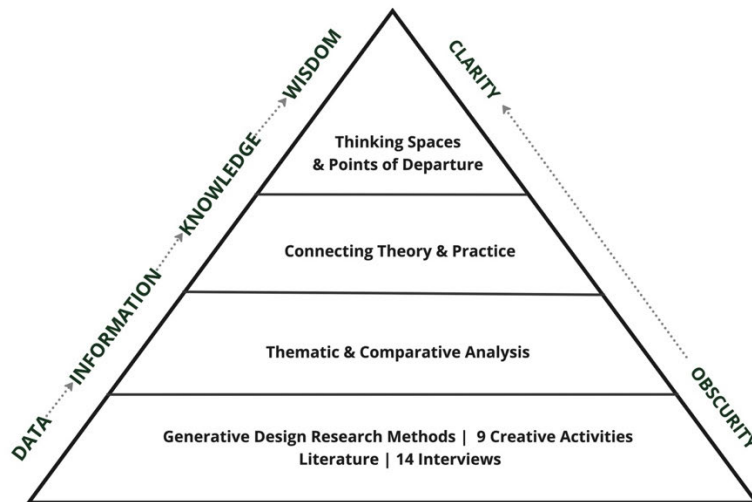 WISDOM
CLARITY
Thinking Spaces
& Points of Departure
KNOWLEDGE
Connecting Theory & Practice
INFORMATION
Thematic & Comparative Analysis
OBSCURITY
DATA
Generative Design Research Methods | 9 Creative Activities
Literature | 14 Interviews